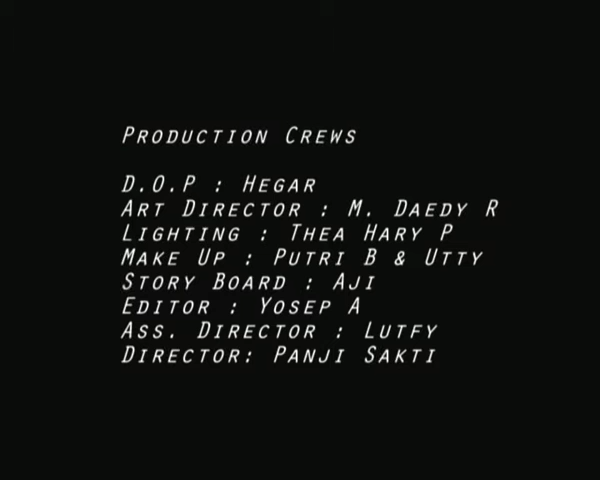 Production Crews
D.O.P : Hegar
Art Director : M. Daedy R
Lighting : Thea Hary P
Make Up : Putri B & Utty
Story Board : Aji
Editor : Yosep A
Ass. Director : Lutfy
Director: Panji Sakti